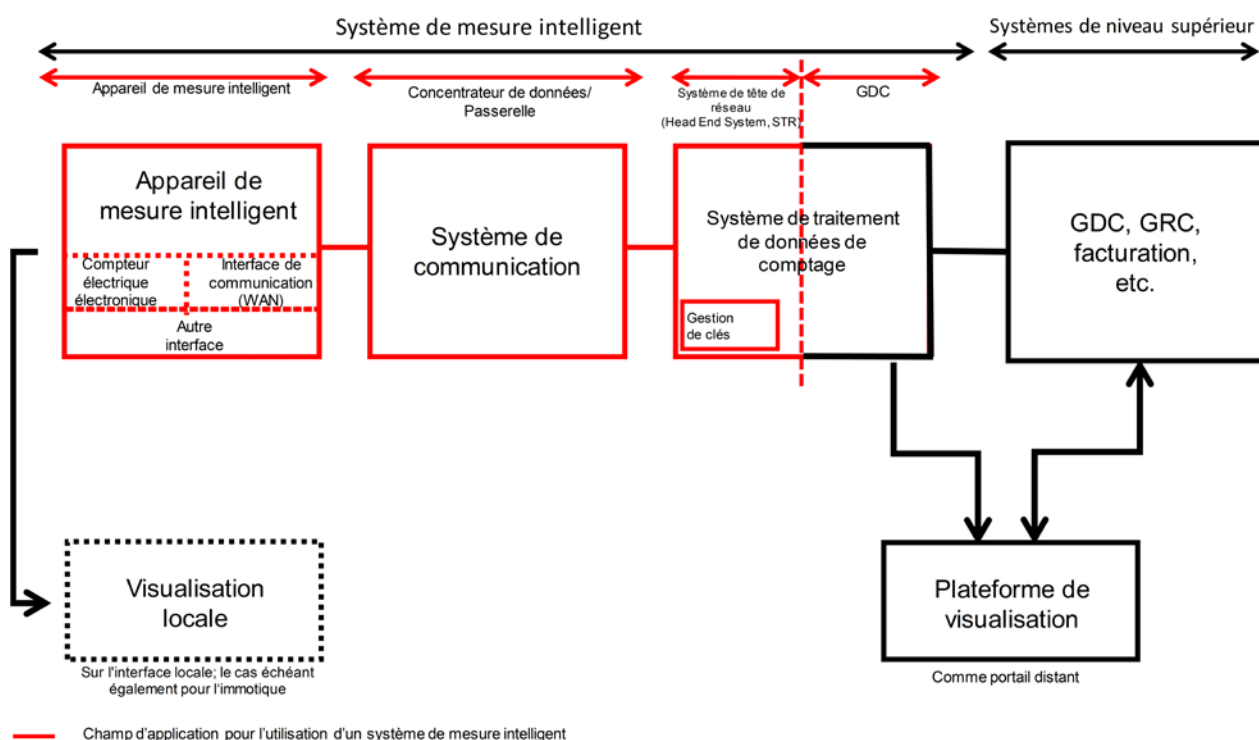 Système de mesure intelligent
Systèmes de niveau supérieur
Appareil de mesure intelligent
Concentrateur de données/
Passerelle
Système de tête de
réseau
(Head End System, STR)
GDC
Appareil de
mesure intelligent
Compteur
électrique
électronique
Interface de
communication
(WAN)
Autre
interface
Système de
communication
Système de traitement
de données de
comptage
Gestion
de clés
GDC, GRC,
facturation,
etc.
Visualisation
locale
Sur l'interface locale; le cas échéant
également pour l'immotique
Plateforme de
visualisation
Comme portail distant
Champ d'application pour l'utilisation d'un système de mesure intelligent